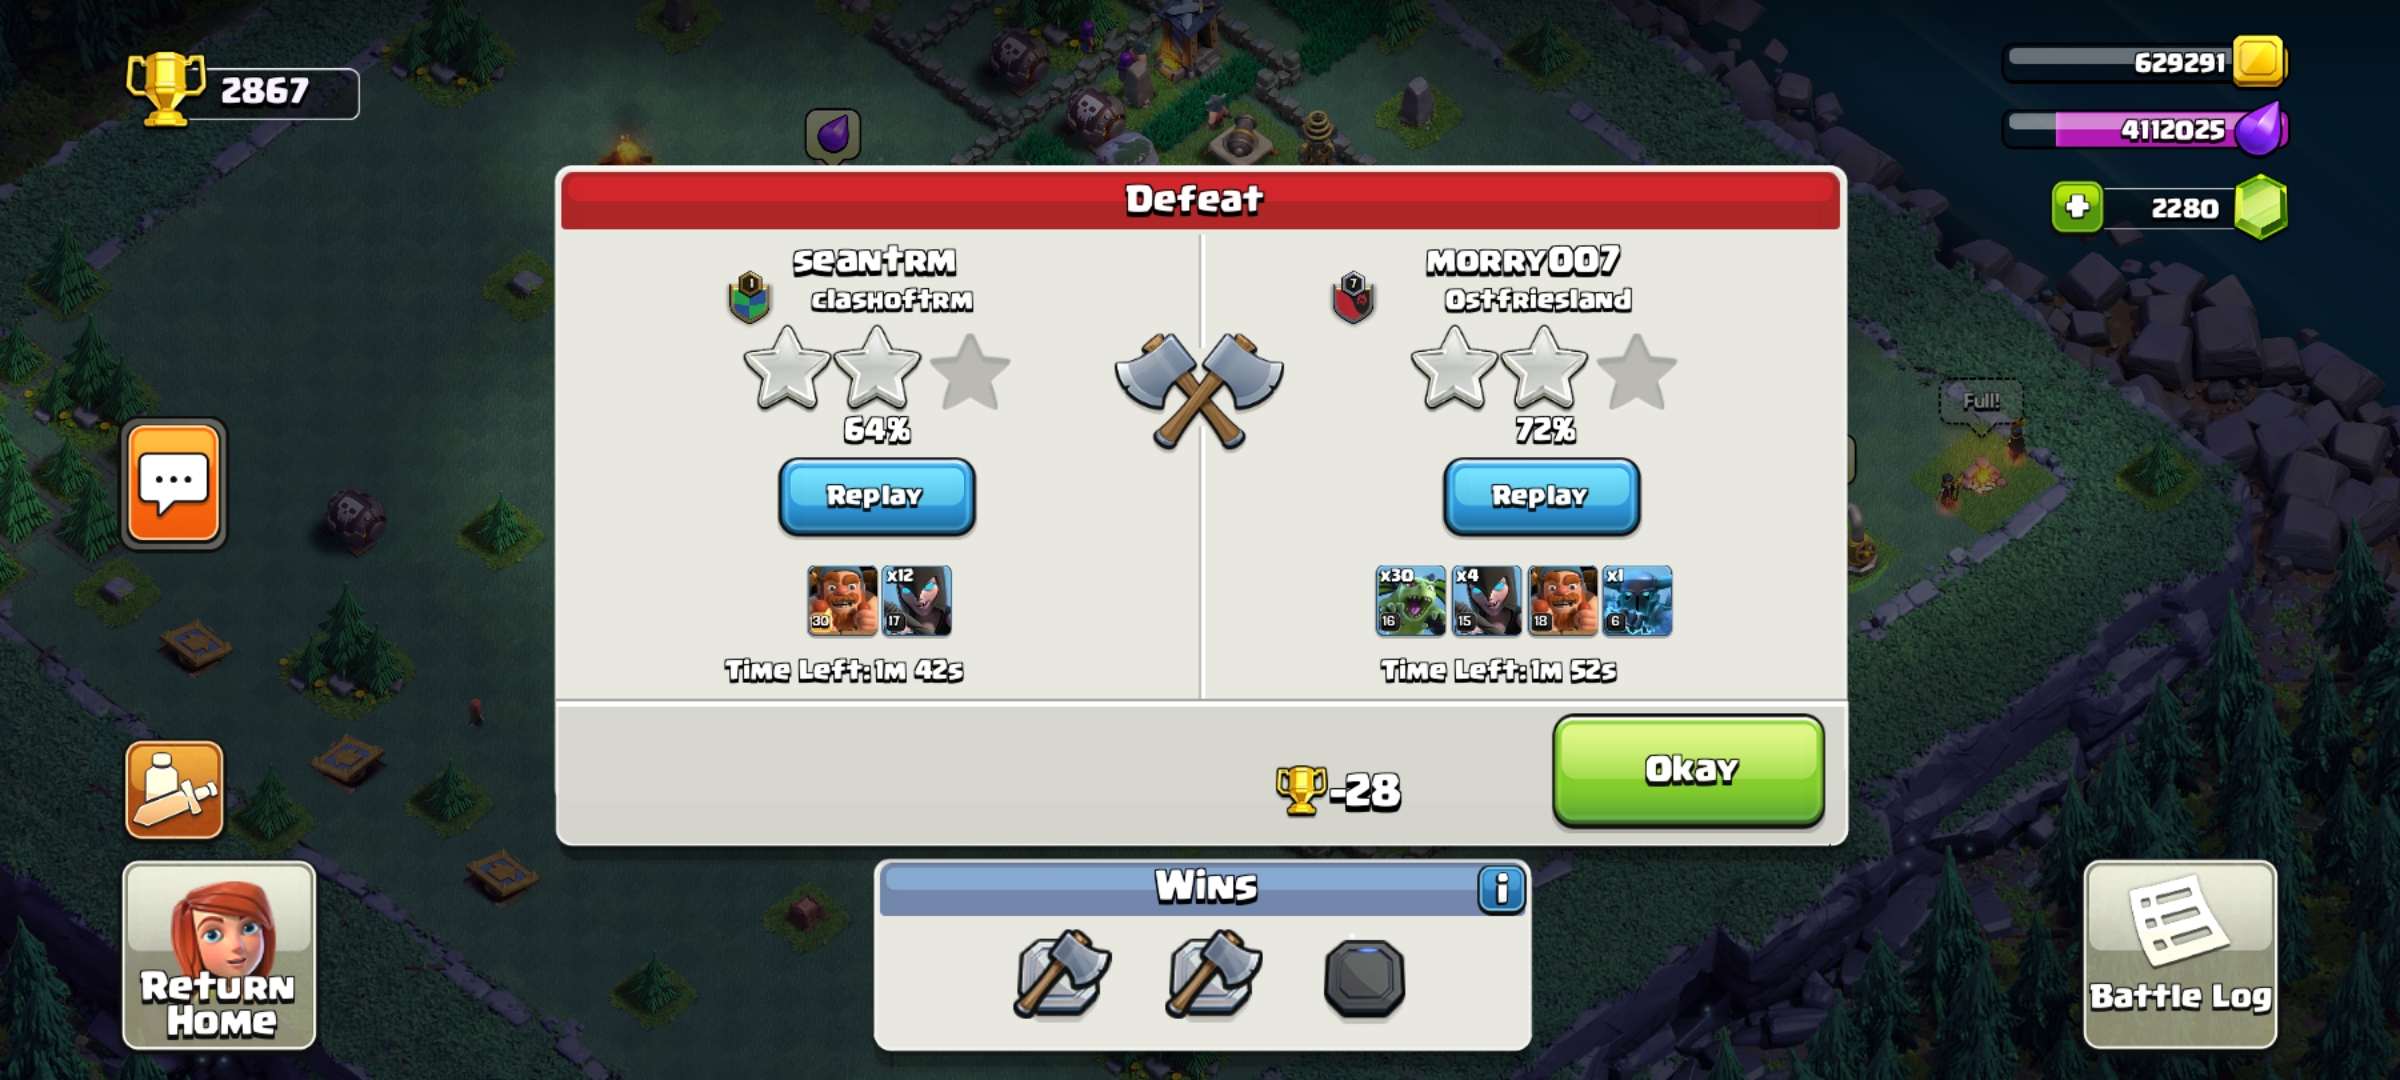 2867
629291
4112025
2280
Defeat
seantrm
1
clashoftrm
64%
Replay
30
x12
17
Time Left:1m 42s
morry007
7
Ostfriesland
72%
Replay
x30
16
x4
15
18
x1
6
Time Left:1m 52s
-28
Okay
Full!
Wins
i
Return
Home
Battle Log